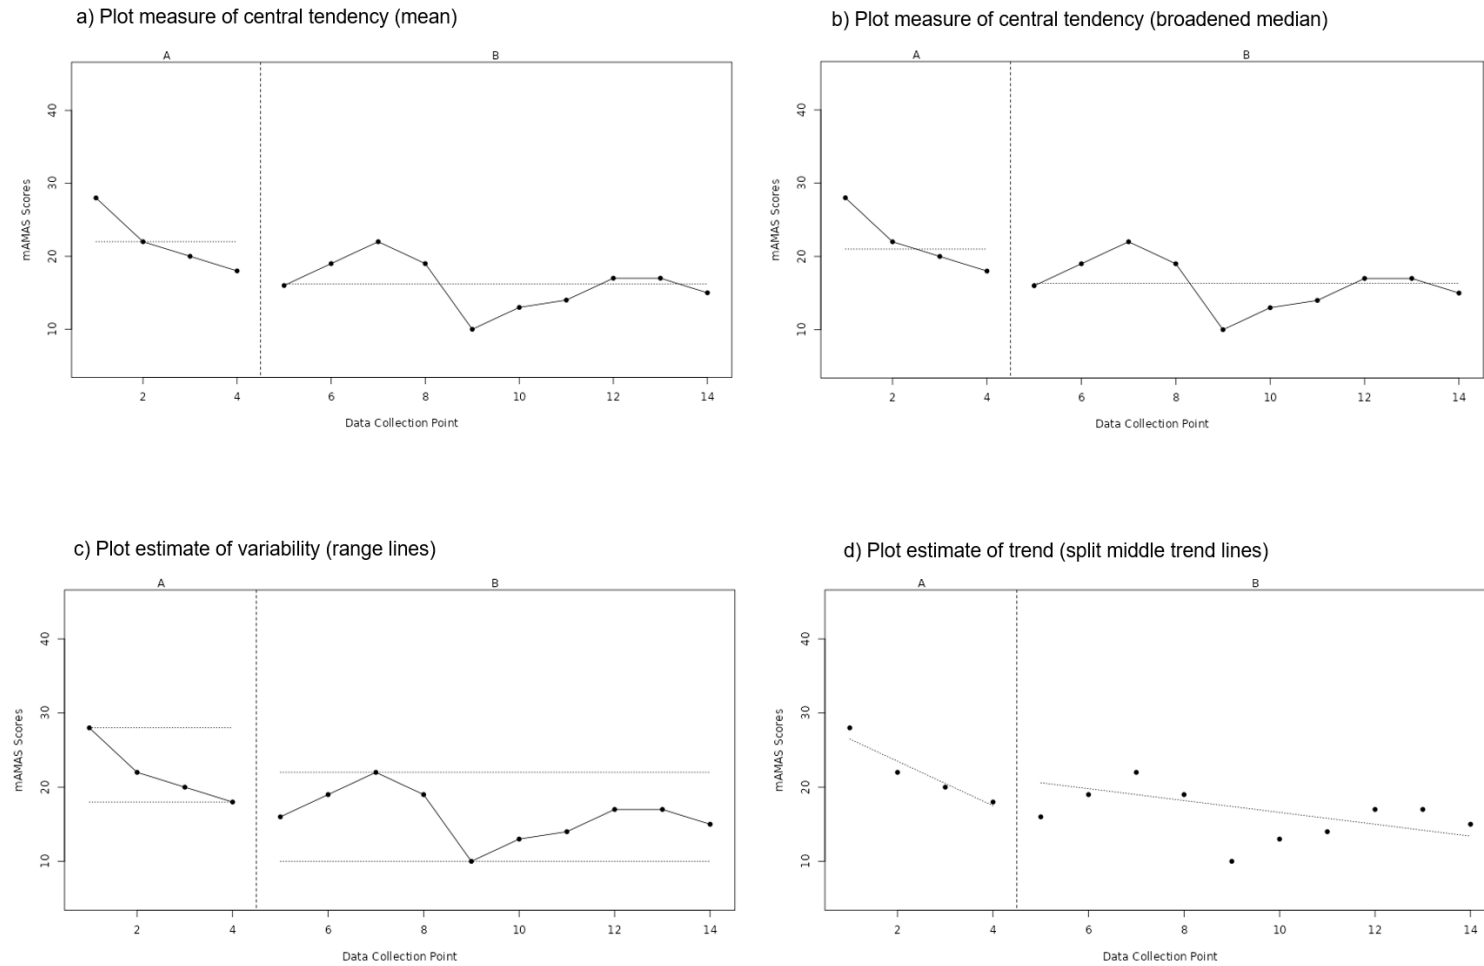 a) Plot measure of central tendency (mean)
A B
40
30
20
10
mAMAS Scores
2 4 6 8 10 12 14
Data Collection Point
b) Plot measure of central tendency (broadened median)
A B
40
30
20
10
mAMAS Scores
2 4 6 8 10 12 14
Data Collection Point
c) Plot estimate of variability (range lines)
A B
40
30
20
10
mAMAS Scores
2 4 6 8 10 12 14
Data Collection Point
d) Plot estimate of trend (split middle trend lines)
A B
40
30
20
10
mAMAS Scores
2 4 6 8 10 12 14
Data Collection Point